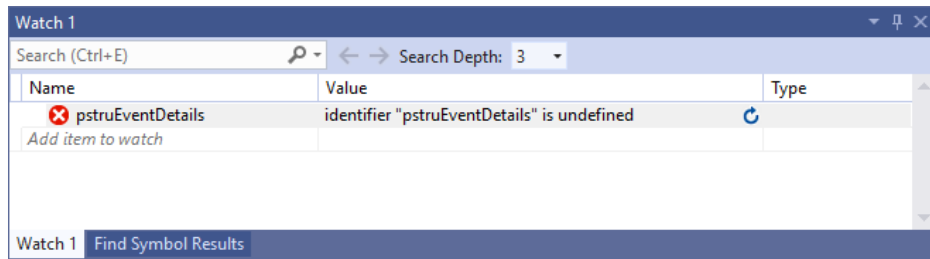 Watch 1
Search (Ctrl+E) Search Depth: 3
Name Value Type
pstruEventDetails identifier "pstruEventDetails" is undefined
Add item to watch
Watch 1 Find Symbol Results